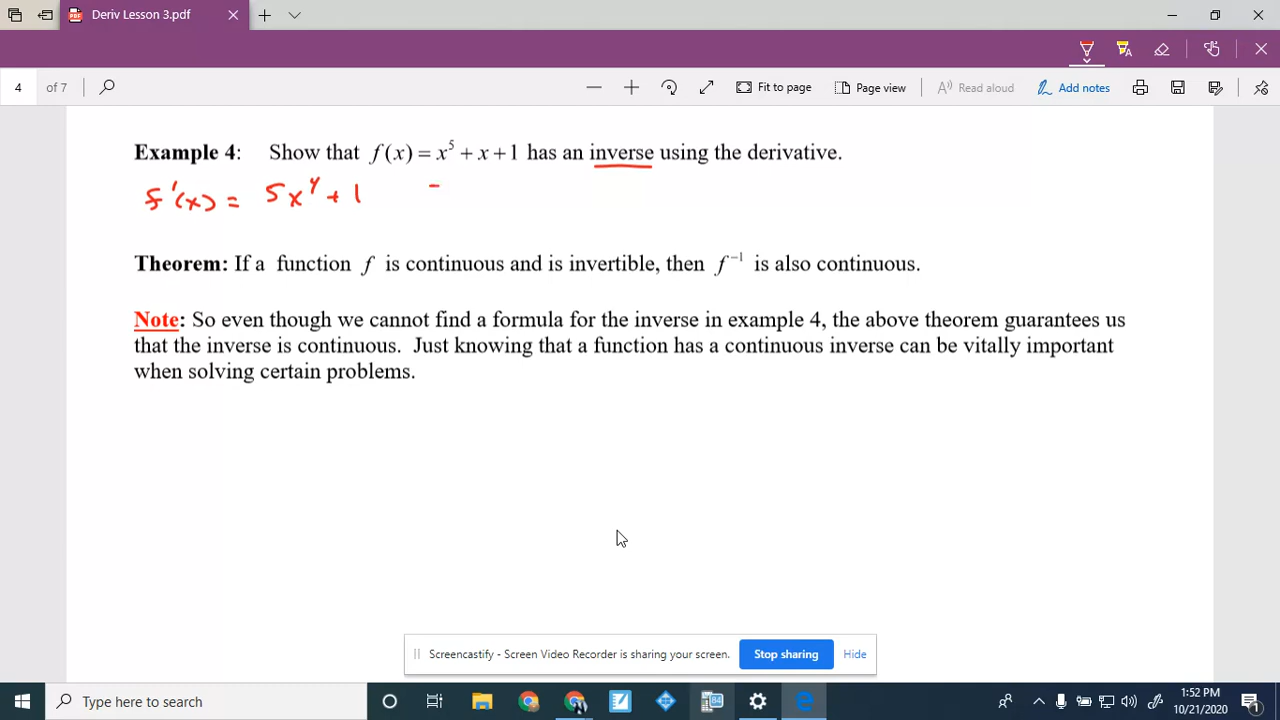 Deriv Lesson 3.pdf
4 of 7
Fit to page
Page view
Read aloud
Add notes
Example 4: Show that f(x) = x⁵ + x + 1 has an inverse using the derivative.
f'(x) = 5x⁴ + 1
Theorem: If a function f is continuous and is invertible, then f⁻¹ is also continuous.
Note: So even though we cannot find a formula for the inverse in example 4, the above theorem guarantees us
that the inverse is continuous. Just knowing that a function has a continuous inverse can be vitally important
when solving certain problems.
Screencastify - Screen Video Recorder is sharing your screen.
Stop sharing
Hide
Type here to search
1:52 PM
10/21/2020